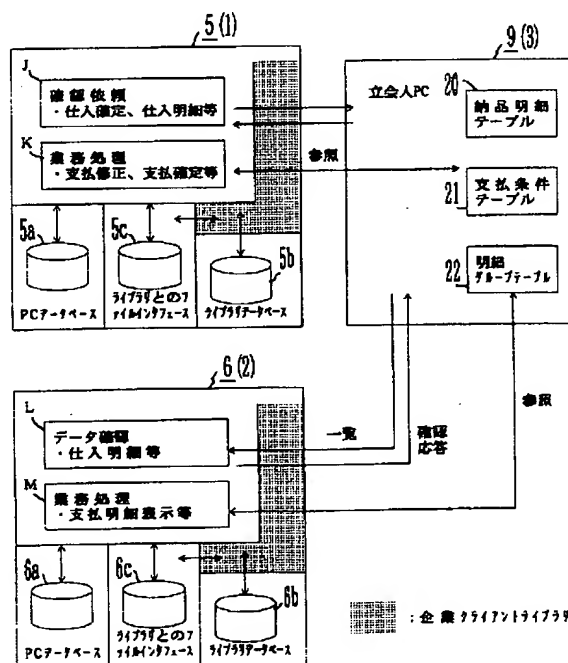 5(1)
J
確認依頼
・仕入確定、仕入明細等
K
業務処理
・支払修正、支払確定等
5a
5c
5b
PCデータベース
ライブラリとのファイルインタフェース
ライブラリデータベース
9(3)
立会人PC
20
納品明細
テーブル
参照
21
支払条件
テーブル
22
明細
グループテーブル
6(2)
L
データ確認
・仕入明細等
M
業務処理
・支払明細表示等
一覧
確認
応答
参照
6a
6c
6b
PCデータベース
ライブラリとのファイルインタフェース
ライブラリデータベース
：企業クライアントライブラリ